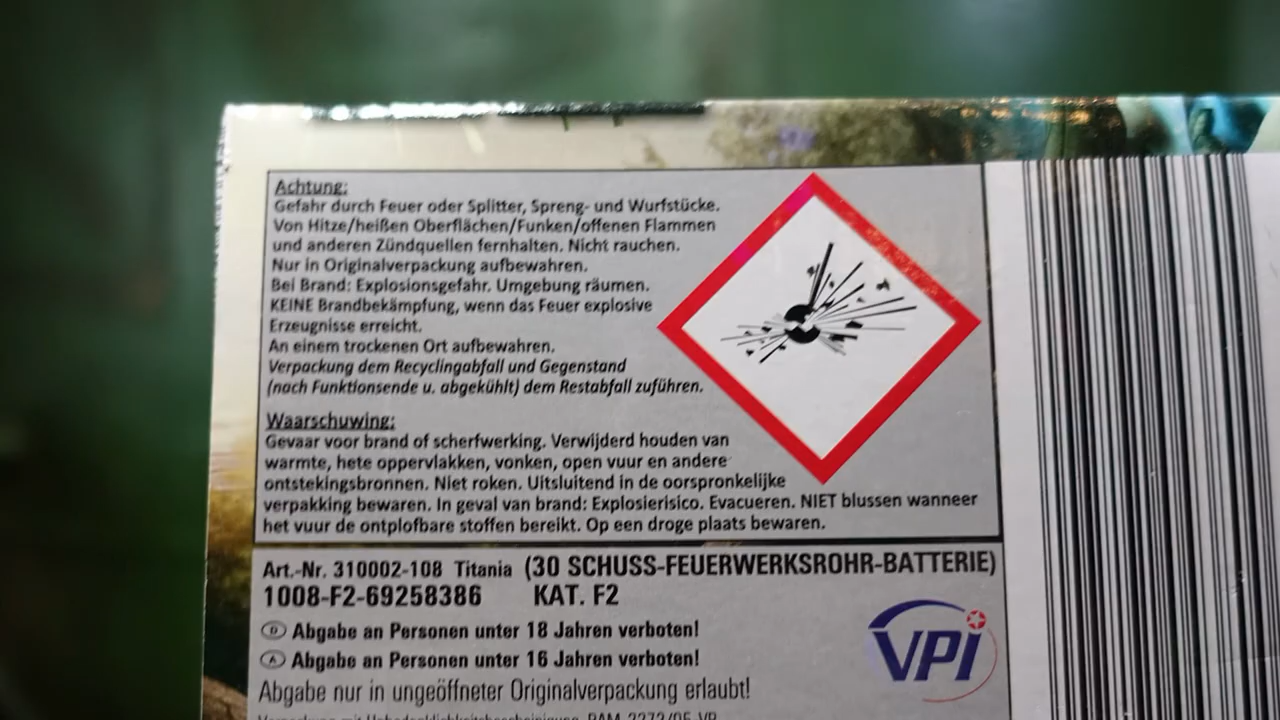 Achtung:
Gefahr durch Feuer oder Splitter, Spreng- und Wurfstücke.
Von Hitze/heißen Oberflächen/Funken/offenen Flammen
und anderen Zündquellen fernhalten. Nicht rauchen.
Nur in Originalverpackung aufbewahren.
Bei Brand: Explosionsgefahr. Umgebung räumen.
KEINE Brandbekämpfung, wenn das Feuer explosive
Erzeugnisse erreicht.
An einem trockenen Ort aufbewahren.
Verpackung dem Recyclingabfall und Gegenstand
(nach Funktionsende u. abgekühlt) dem Restabfall zuführen.
Waarschuwing:
Gevaar voor brand of scherfwerking. Verwijderd houden van
warmte, hete oppervlakken, vonken, open vuur en andere
ontstekingsbronnen. Niet roken. Uitsluitend in de oorspronkelijke
verpakking bewaren. In geval van brand: Explosierisico. Evacueren. NIET blussen wanneer
het vuur de ontplofbare stoffen bereikt. Op een droge plaats bewaren.
Art.-Nr. 310002-108 Titania (30 SCHUSS-FEUERWERKSROHR-BATTERIE)
1008-F2-69258386 KAT. F2
D Abgabe an Personen unter 18 Jahren verboten!
A Abgabe an Personen unter 16 Jahren verboten!
VPI
Abgabe nur in ungeöffneter Originalverpackung erlaubt!